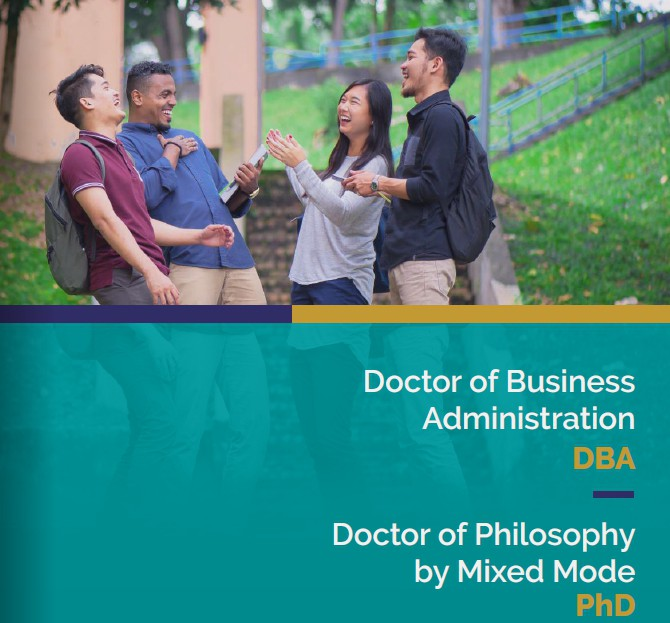 Doctor of Business
Administration
DBA
Doctor of Philosophy
by Mixed Mode
PhD